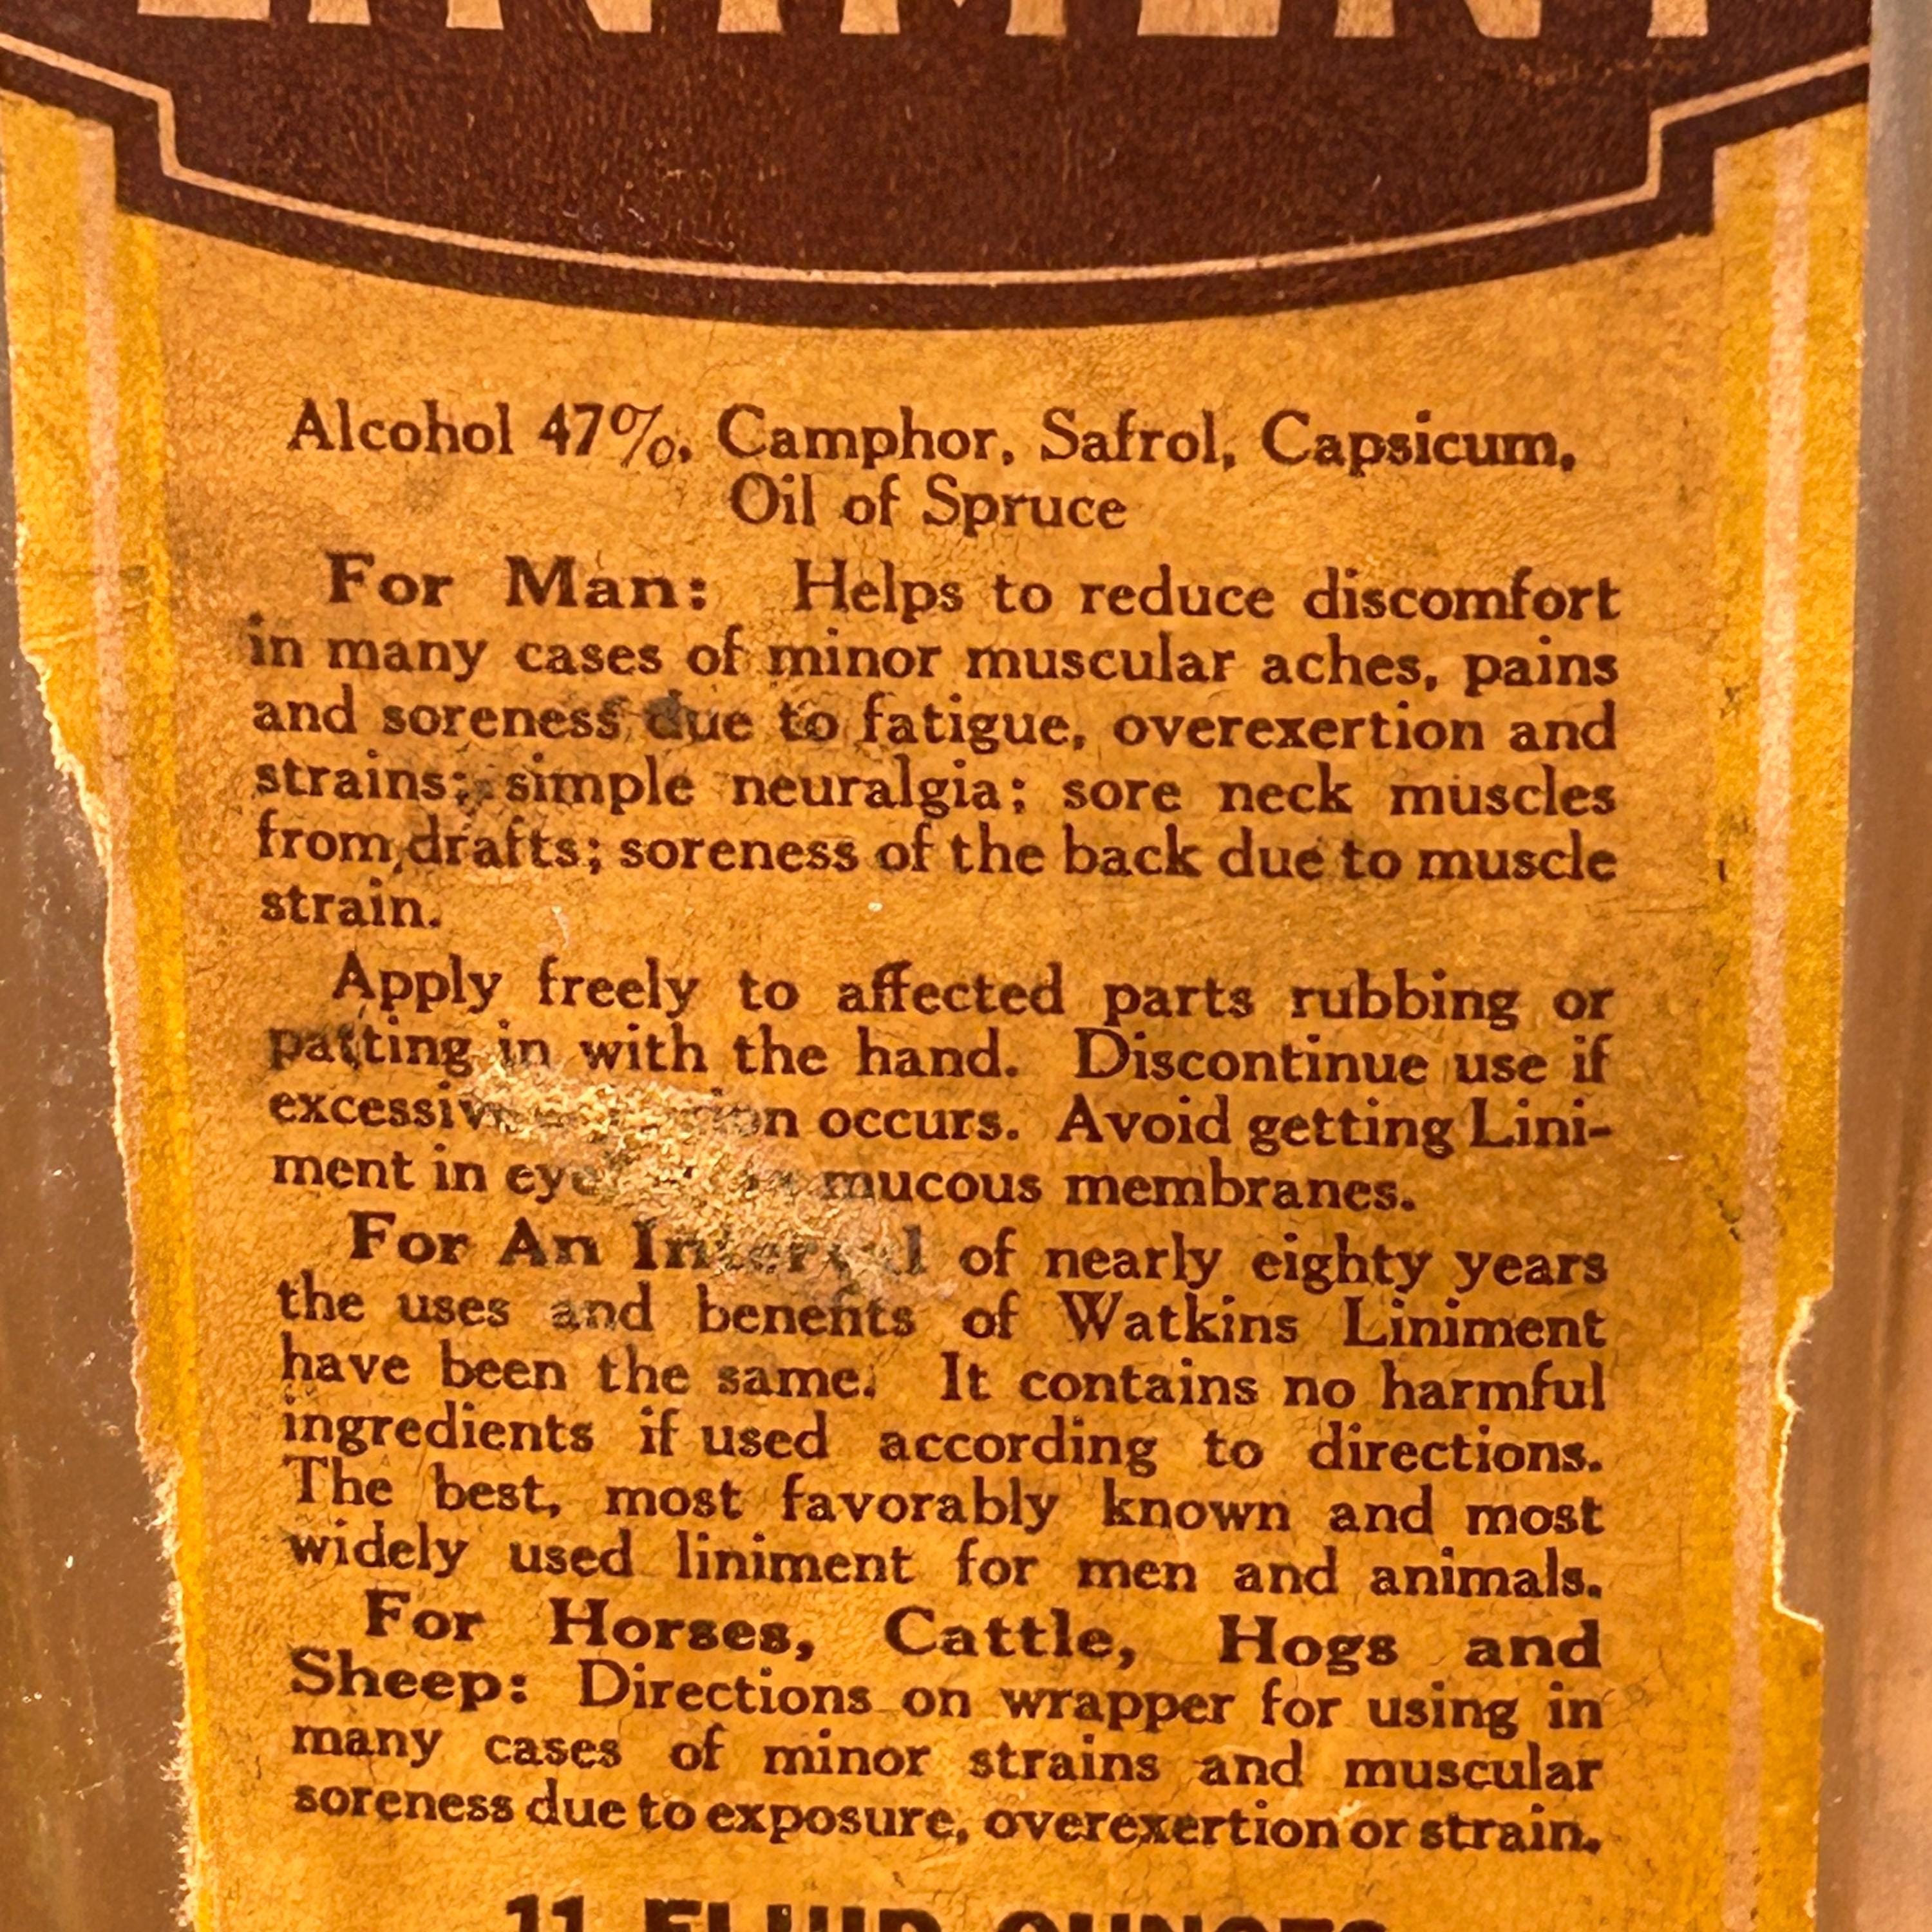 LINIMENT
Alcohol 47%, Camphor, Safrol, Capsicum,
Oil of Spruce
For Man: Helps to reduce discomfort
in many cases of minor muscular aches, pains
and soreness due to fatigue, overexertion and
strains; simple neuralgia; sore neck muscles
from drafts; soreness of the back due to muscle
strain.
Apply freely to affected parts rubbing or
patting in with the hand. Discontinue use if
occurs. Avoid getting Lini-
ment in mucous membranes.
For An Interval of nearly eighty years
the uses and benefits of Watkins Liniment
have been the same. It contains no harmful
ingredients if used according to directions.
The best, most favorably known and most
widely used liniment for men and animals.
For Horses, Cattle, Hogs and
Sheep: Directions on wrapper for using in
many cases of minor strains and muscular
soreness due to exposure, overexertion or strain.
11 FLUID OUNCES